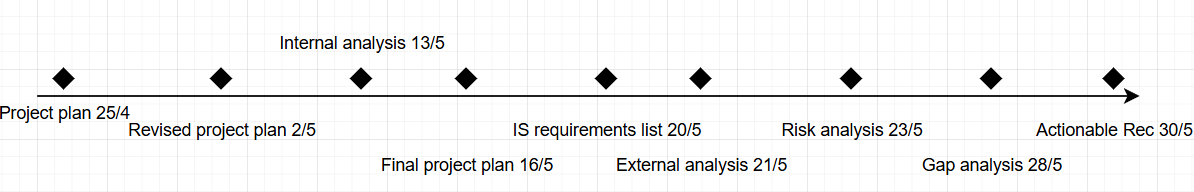 Internal analysis 13/5
Project plan 25/4
Revised project plan 2/5
IS requirements list 20/5
Risk analysis 23/5
Actionable Rec 30/5
Final project plan 16/5
External analysis 21/5
Gap analysis 28/5